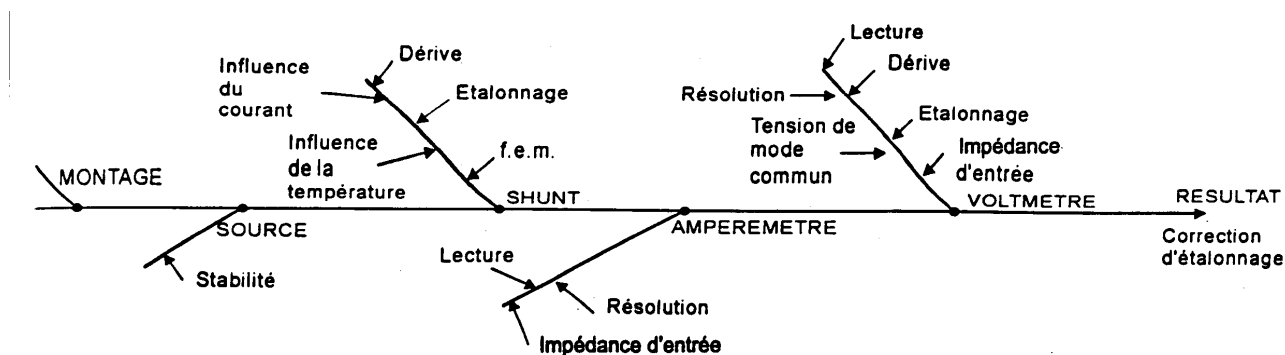 Lecture
Dérive
Influence
du
courant
Dérive
Résolution
Etalonnage
Etalonnage
Tension de
mode
commun
Influence
de la
température
f.e.m.
Impédance
d'entrée
MONTAGE
SHUNT
VOLTMETRE
RESULTAT
SOURCE
AMPEREMETRE
Correction
d'étalonnage
Lecture
Stabilité
Résolution
Impédance d'entrée